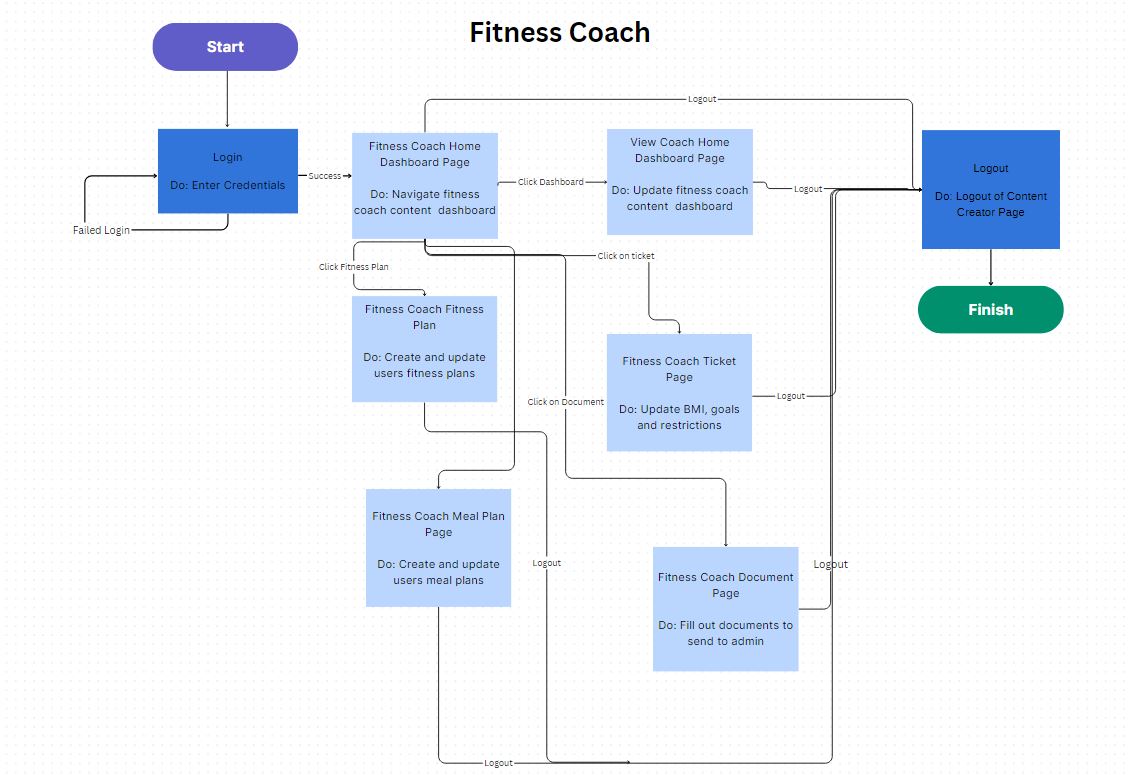 Fitness Coach
Start
Logout
Login
Do: Enter Credentials
Success
Failed Login
Fitness Coach Home
Dashboard Page
Do: Navigate fitness
coach content dashboard
Click Dashboard
View Coach Home
Dashboard Page
Do: Update fitness coach
content dashboard
Logout
Logout
Do: Logout of Content
Creator Page
Finish
Click Fitness Plan
Click on ticket
Fitness Coach Fitness
Plan
Do: Create and update
users fitness plans
Fitness Coach Ticket
Page
Do: Update BMI, goals
and restrictions
Logout
Click on Document
Fitness Coach Meal Plan
Page
Do: Create and update
users meal plans
Logout
Fitness Coach Document
Page
Do: Fill out documents to
send to admin
Logout
Logout